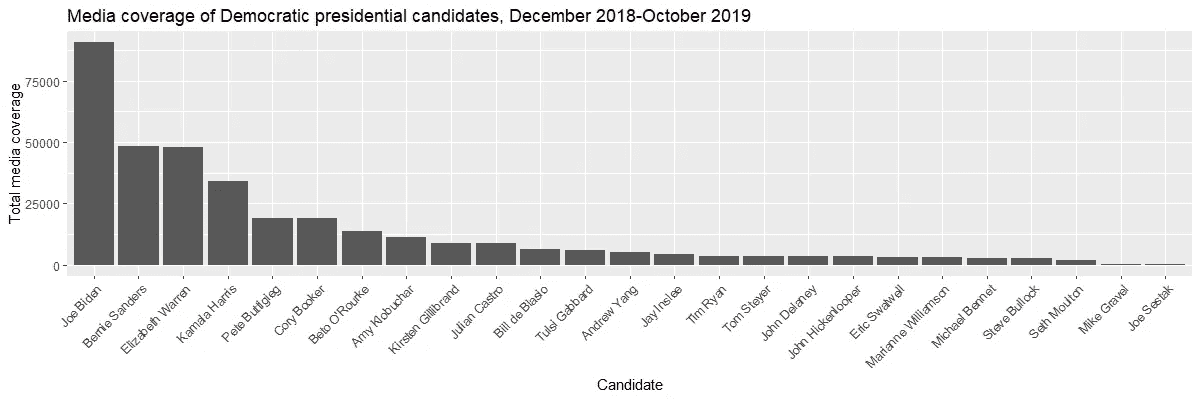 Media coverage of Democratic presidential candidates, December 2018-October 2019
Total media coverage
75000
50000
25000
0
Joe Biden
Bernie Sanders
Elizabeth Warren
Kamala Harris
Pete Buttigieg
Cory Booker
Beto O'Rourke
Amy Klobuchar
Kirsten Gillibrand
Julian Castro
Bill de Blasio
Tulsi Gabbard
Andrew Yang
Jay Inslee
Tim Ryan
Tom Steyer
John Delaney
John Hickenlooper
Eric Swalwell
Marianne Williamson
Michael Bennet
Steve Bullock
Seth Moulton
Mike Gravel
Joe Sestak
Candidate